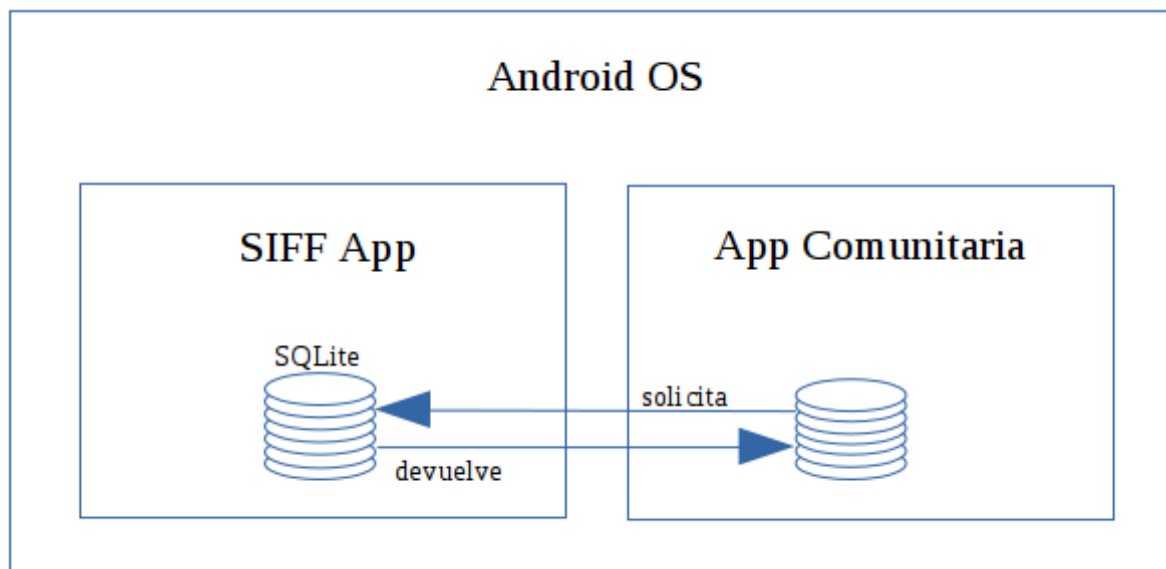 Android OS
SIFF App
App Comunitaria
SQLite
solicita
devuelve